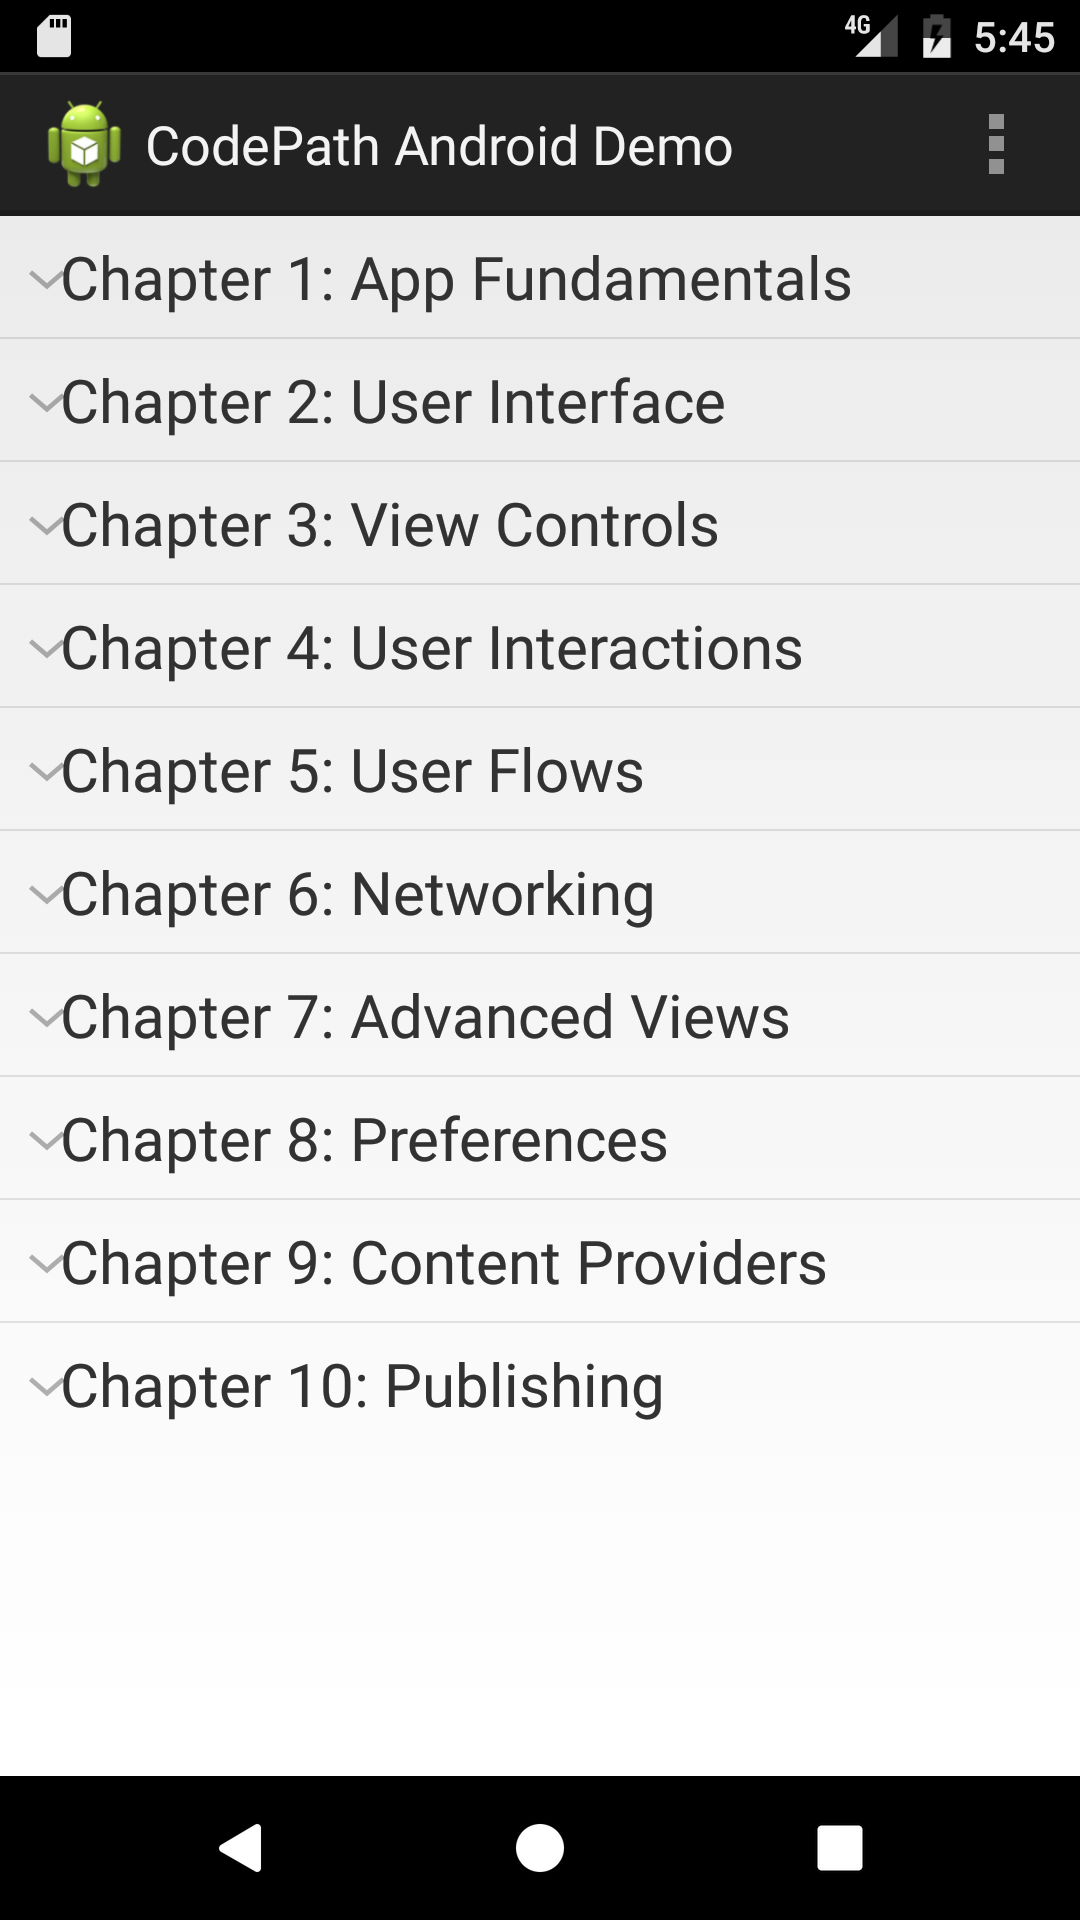 4G 5:45
CodePath Android Demo
Chapter 1: App Fundamentals
Chapter 2: User Interface
Chapter 3: View Controls
Chapter 4: User Interactions
Chapter 5: User Flows
Chapter 6: Networking
Chapter 7: Advanced Views
Chapter 8: Preferences
Chapter 9: Content Providers
Chapter 10: Publishing